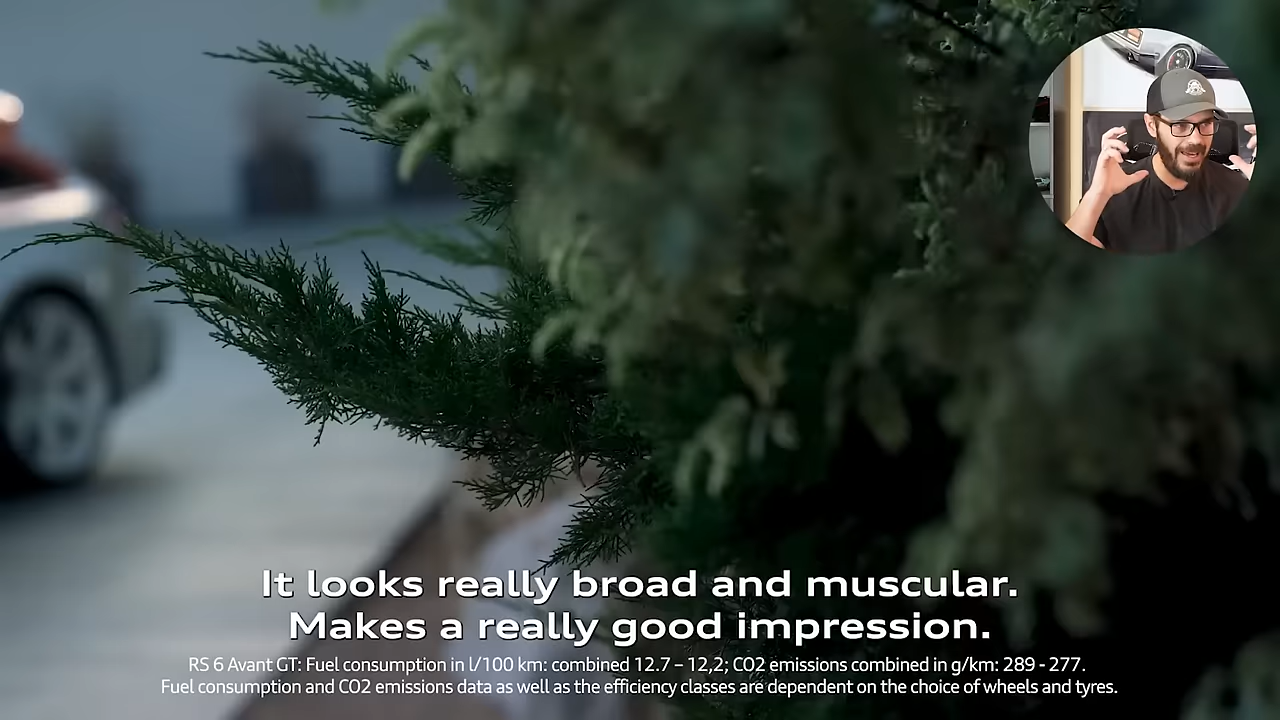 It looks really broad and muscular.
Makes a really good impression.
RS 6 Avant GT: Fuel consumption in l/100 km: combined 12.7 – 12,2; CO2 emissions combined in g/km: 289 - 277.
Fuel consumption and CO2 emissions data as well as the efficiency classes are dependent on the choice of wheels and tyres.